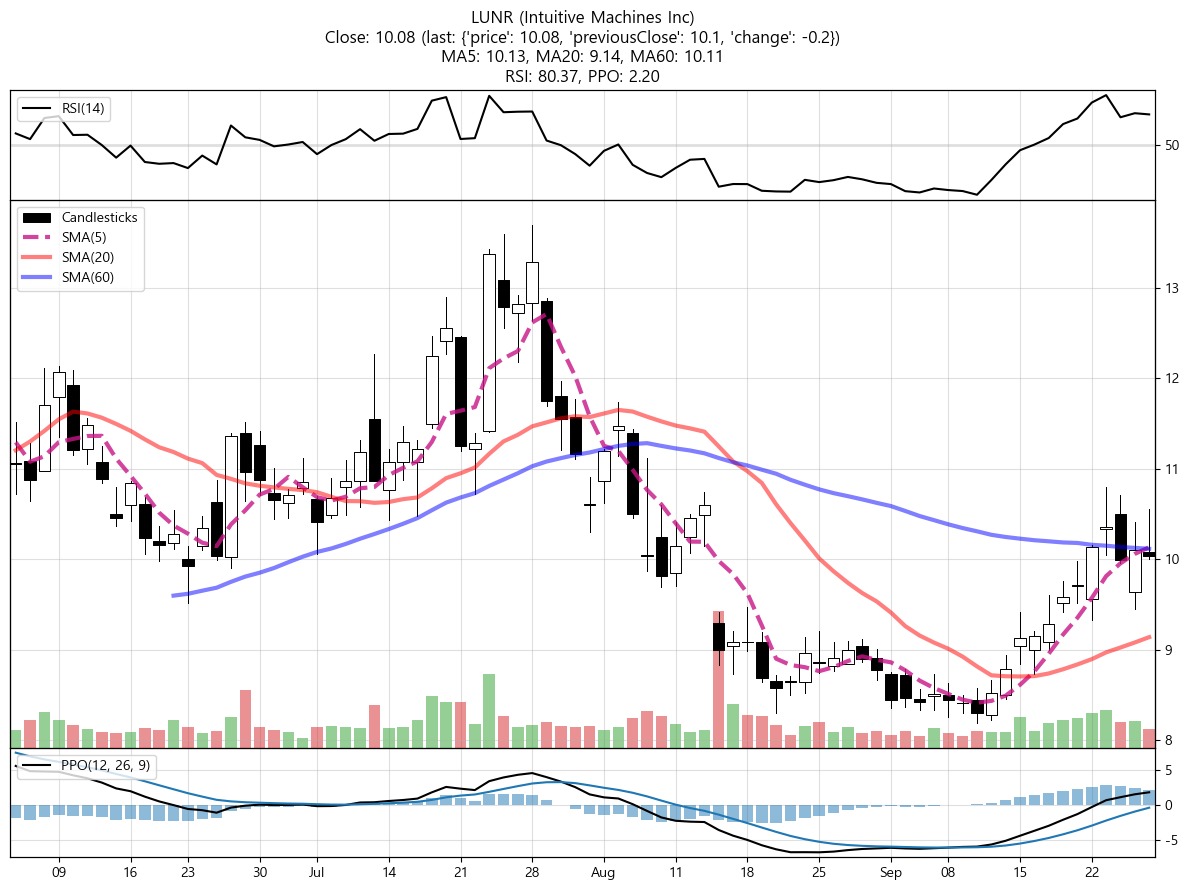 LUNR (Intuitive Machines Inc)
Close: 10.08 (last: {'price': 10.08, 'previousClose': 10.1, 'change': -0.2})
MA5: 10.13, MA20: 9.14, MA60: 10.11
RSI: 80.37, PPO: 2.20
RSI(14)
50
Candlesticks
SMA(5)
SMA(20)
SMA(60)
13
12
11
10
9
8
PPO(12, 26, 9)
5
0
-5
09 16 23 30 Jul 14 21 28 Aug 11 18 25 Sep 08 15 22